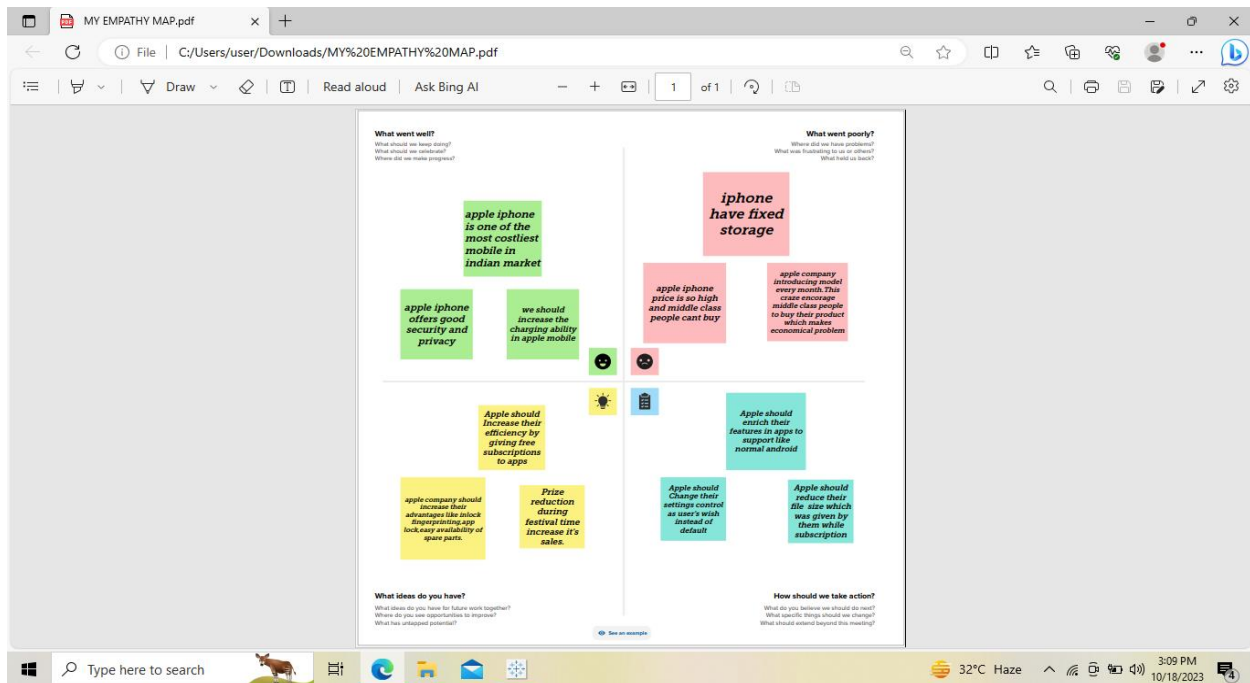 MY EMPATHY MAP.pdf
File
C:/Users/user/Downloads/MY%20EMPATHY%20MAP.pdf
Draw
Read aloud
Ask Bing AI
1
of 1
What went well?
What should we keep doing?
What should we celebrate?
Where did we make progress?
What went poorly?
Where did we have problems?
What was frustrating to us or others?
What held us back?
apple iphone
is one of the
most costliest
mobile in
indian market
apple iphone
offers good
security and
privacy
we should
increase the
charging ability
in apple mobile
iphone
have fixed
storage
apple iphone
price is so high
and middle class
people cant buy
apple company
introducing model
every month.This
craze encorage
middle class people
to buy their product
which makes
economical problem
Apple should
Increase their
efficiency by
giving free
subscriptions
to apps
apple company should
increase their
advantages like inlock
fingerprinting,app
lock,easy availability of
spare parts.
Prize
reduction
during
festival time
increase it's
sales.
Apple should
enrich their
features in apps to
support like
normal android
Apple should
Change their
settings control
as user's wish
instead of
default
Apple should
reduce their
file size which
was given by
them while
subscription
What ideas do you have?
What ideas do you have for future work together?
Where do you see opportunities to improve?
What has untapped potential?
How should we take action?
What do you believe we should do next?
What specific things should we change?
What should extend beyond this meeting?
See an example
Type here to search
32°C Haze
3:09 PM
10/18/2023
4